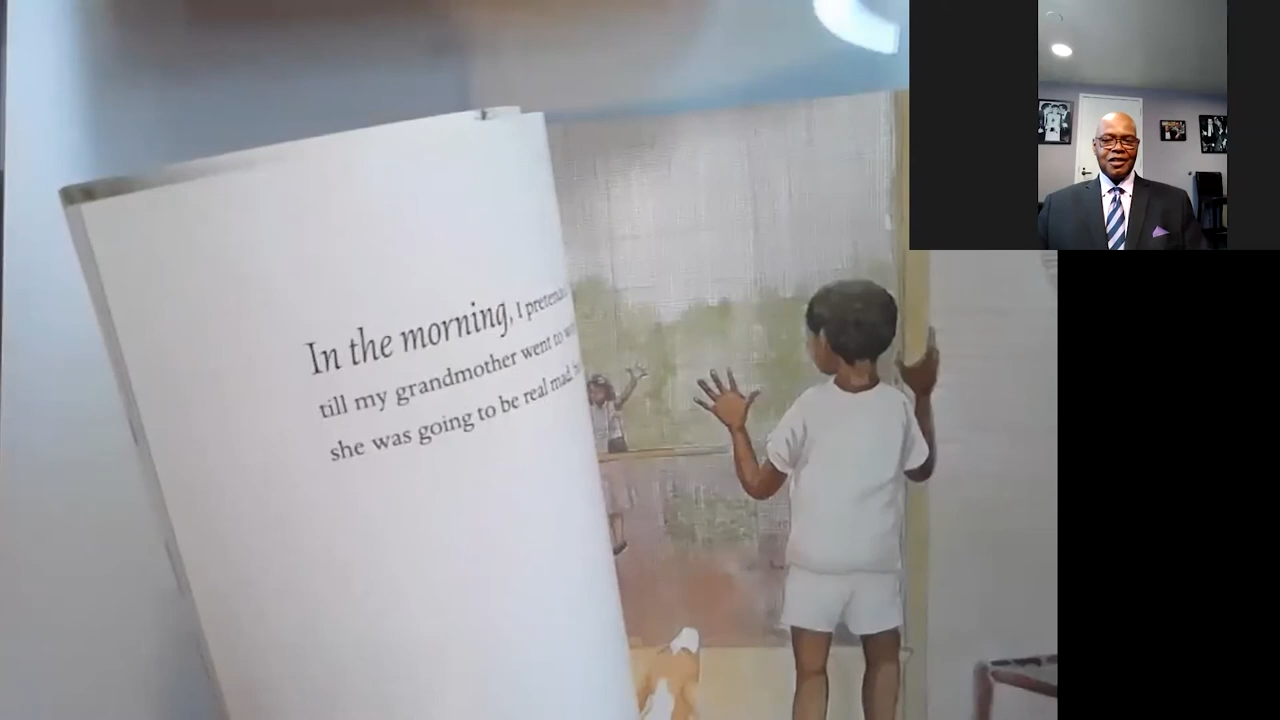 In the morning, I
till my grandmother went to
she was going to be real mad,